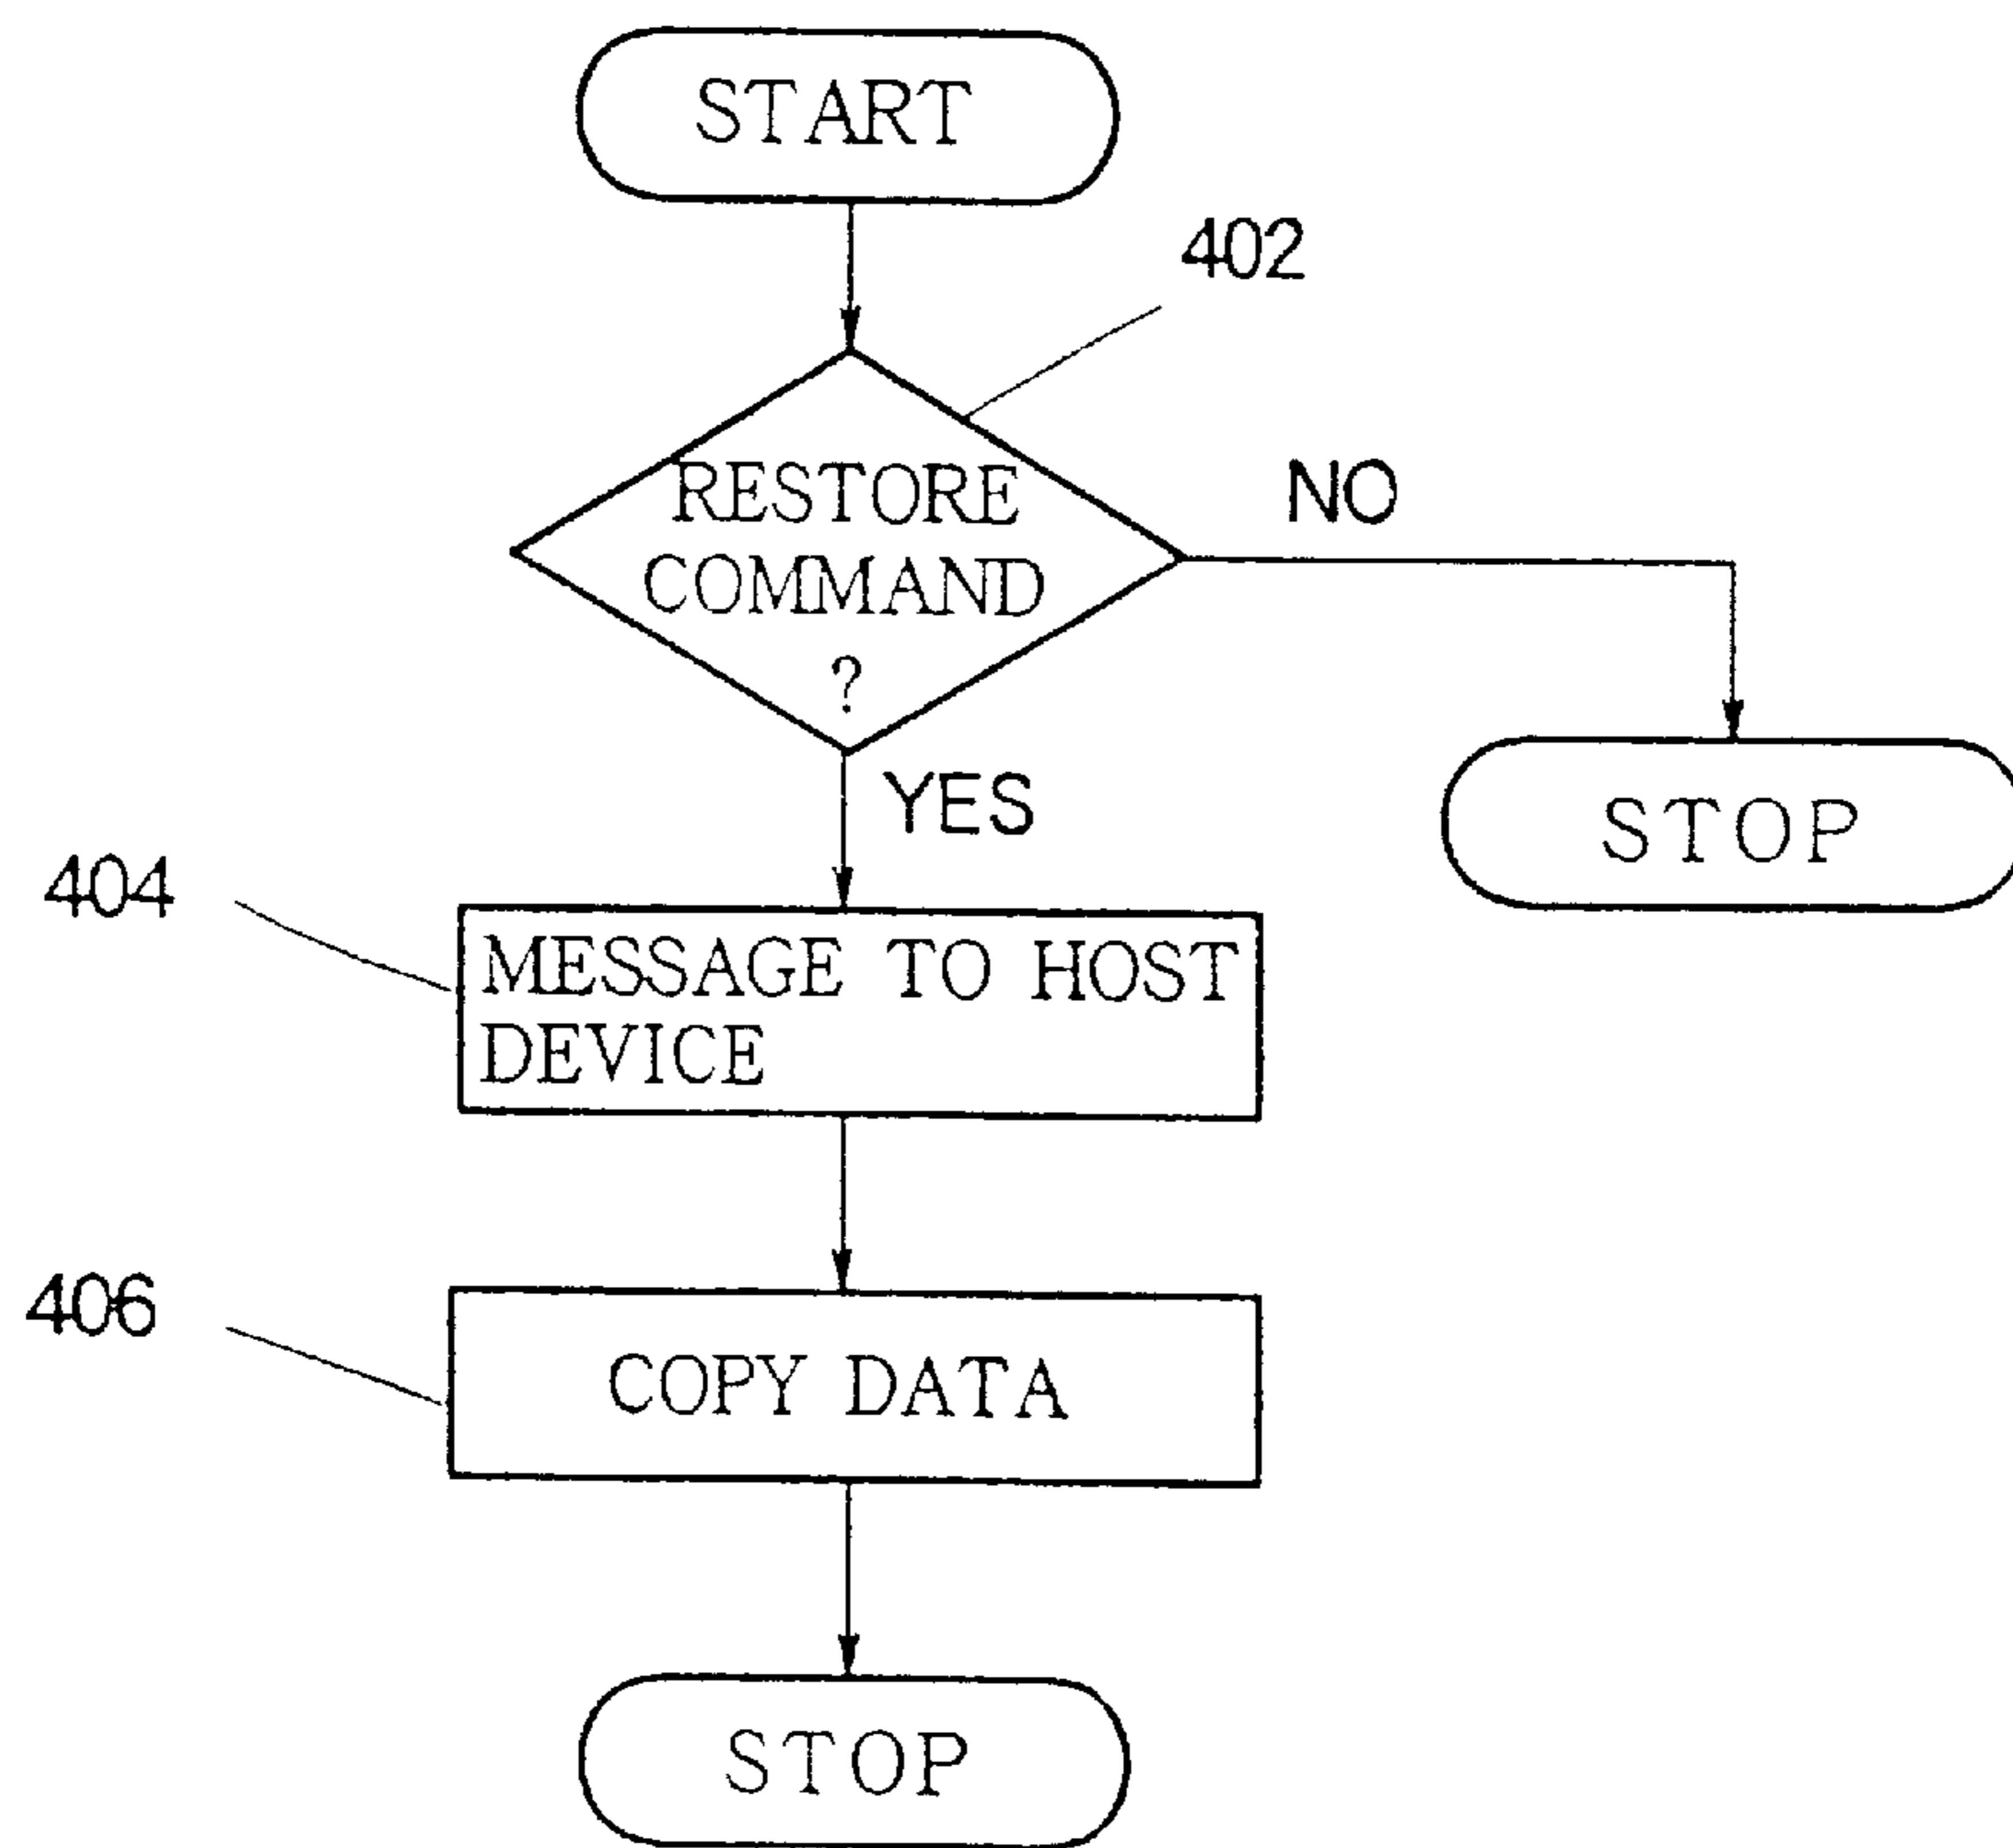 START
402
RESTORE
COMMAND
?
NO
YES
STOP
404
MESSAGE TO HOST
DEVICE
406
COPY DATA
STOP